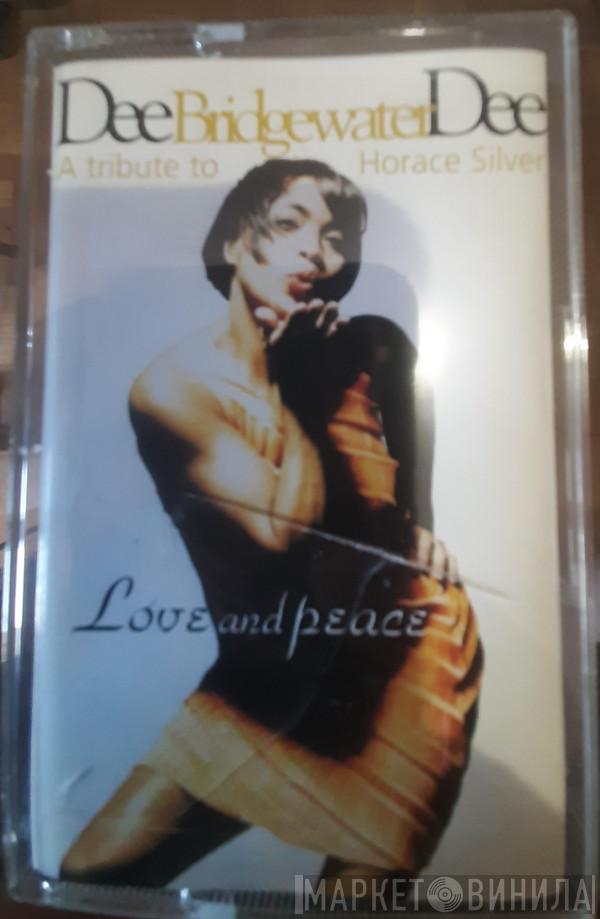 DeeBridgewaterDee
A tribute to Horace Silver
Love and peace
МАРКЕТ ВИНИЛА